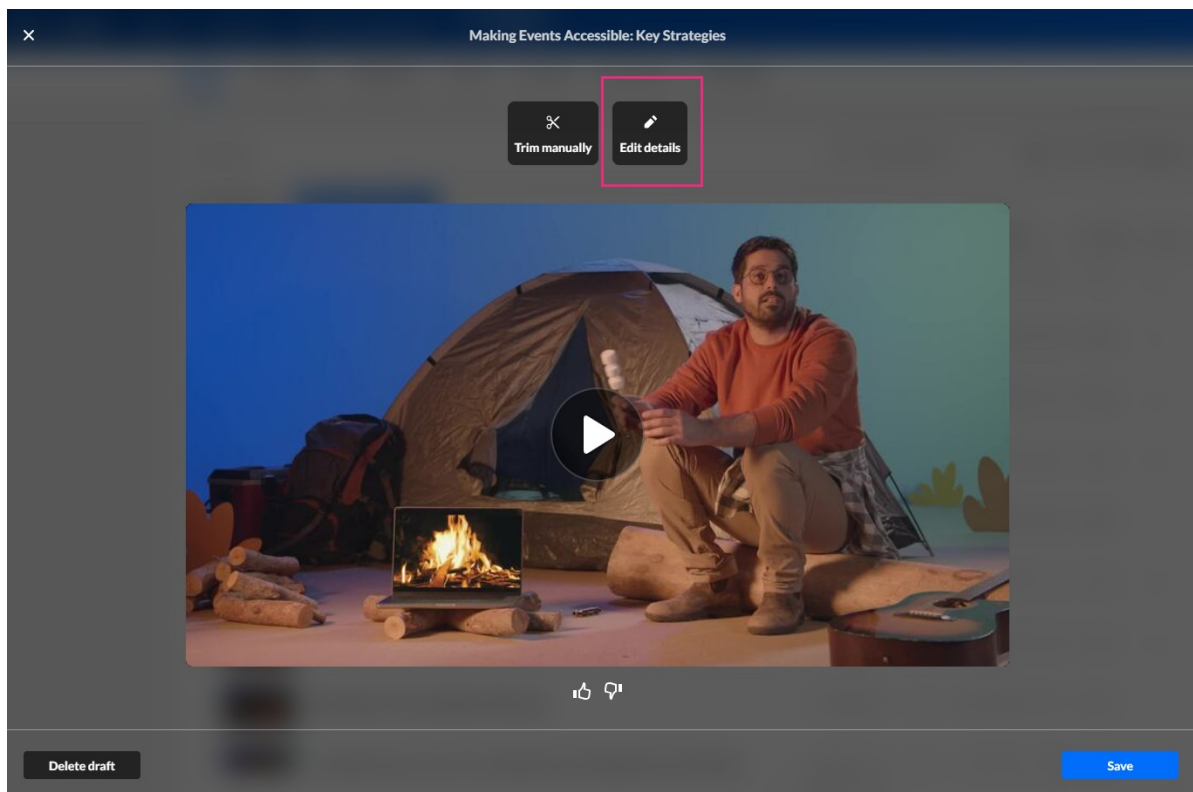 Making Events Accessible: Key Strategies
Trim manually
Edit details
Delete draft
Save